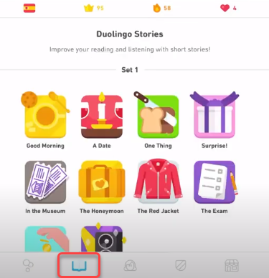 95 58 4
Duolingo Stories
Improve your reading and listening with short stories!
Set 1
Good Morning A Date One Thing Surprise!
In the Museum The Honeymoon The Red Jacket The Exam